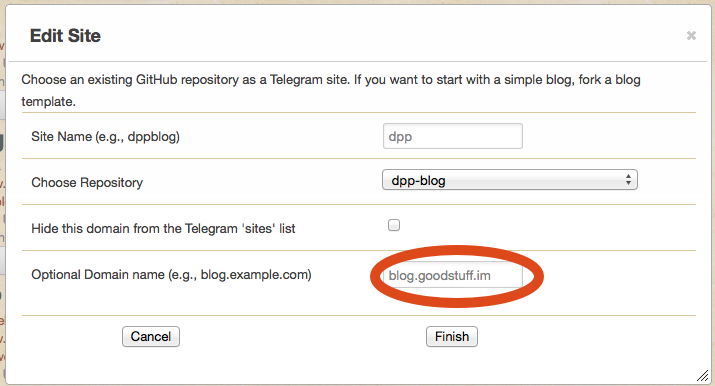 Edit Site
Choose an existing GitHub repository as a Telegram site. If you want to start with a simple blog, fork a blog
template.
Site Name (e.g., dppblog)
dpp
Choose Repository
dpp-blog
Hide this domain from the Telegram 'sites' list
Optional Domain name (e.g., blog.example.com)
blog.goodstuff.im
Cancel
Finish